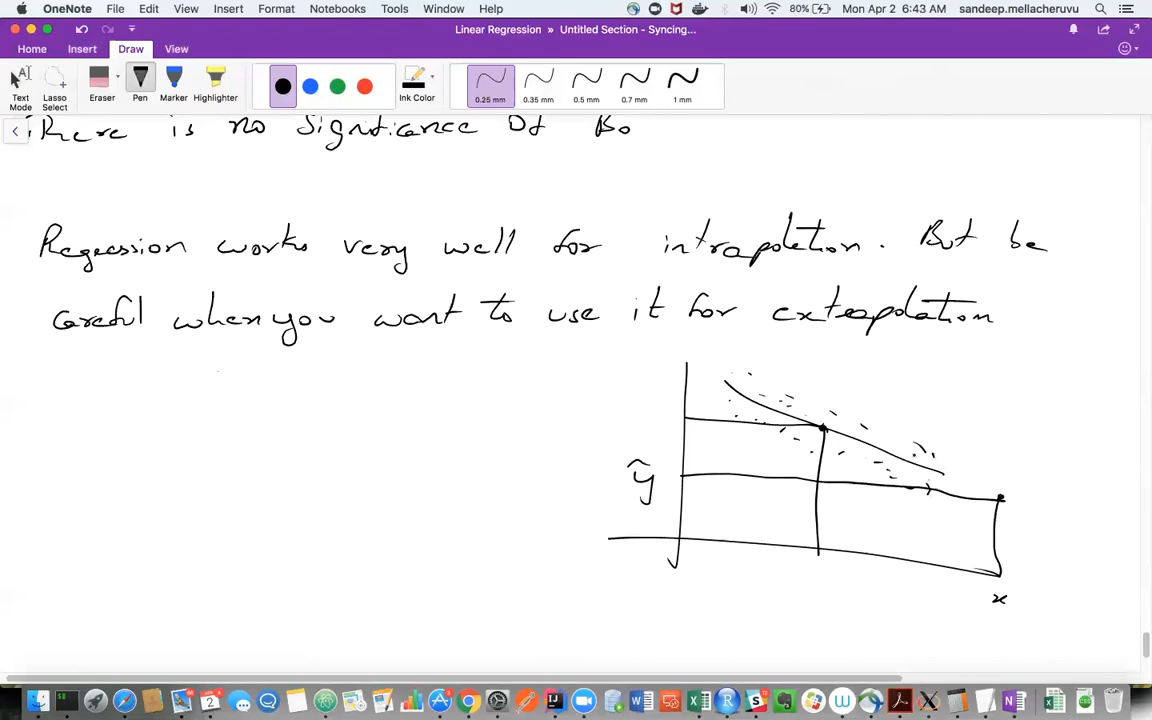 OneNote File Edit View Insert Format Notebooks Tools Window Help 80% Mon Apr 2 6:43 AM sandeep.mellacheruvu
Linear Regression » Untitled Section - Syncing...
Home Insert Draw View
Text Mode Lasso Select Eraser Pen Marker Highlighter Ink Color 0.25 mm 0.35 mm 0.5 mm 0.7 mm 1 mm
There is no Significance Of Bo
Regression works very well for intrapolation. But be
careful when you want to use it for extrapolation
ŷ
x